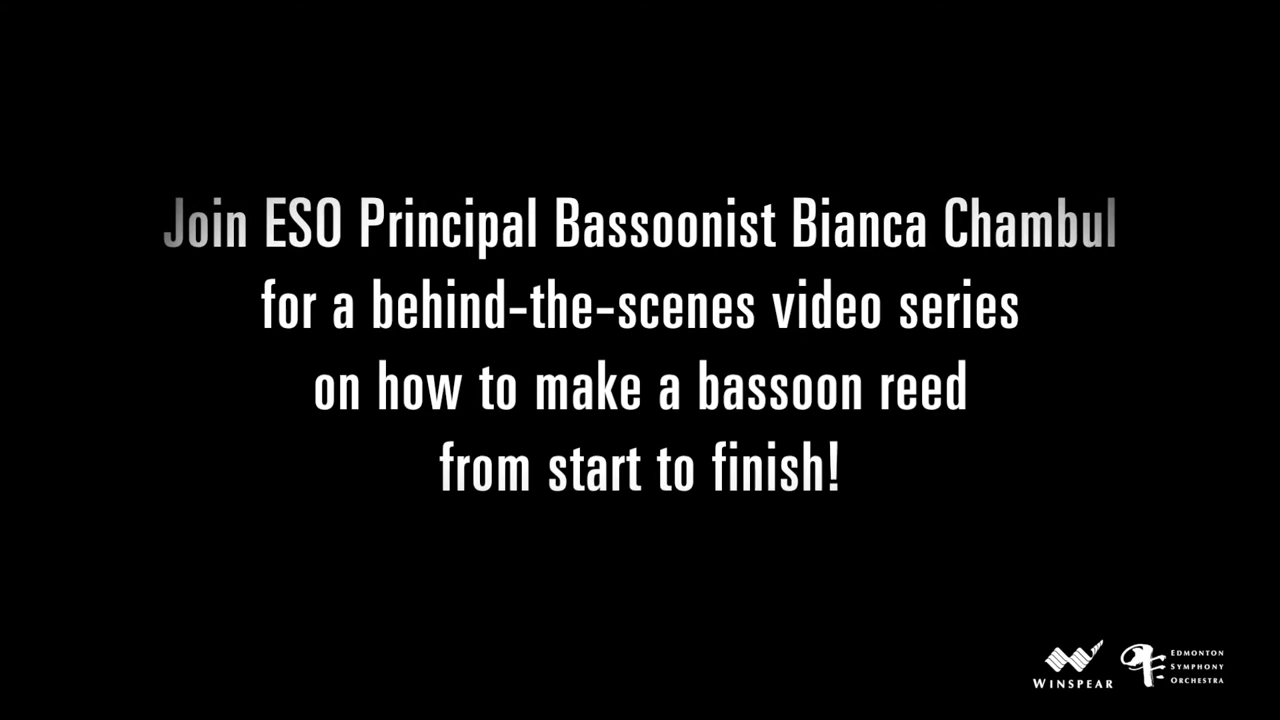 Join ESO Principal Bassoonist Bianca Chambul
for a behind-the-scenes video series
on how to make a bassoon reed
from start to finish!
WINSPEAR
EDMONTON
SYMPHONY
ORCHESTRA